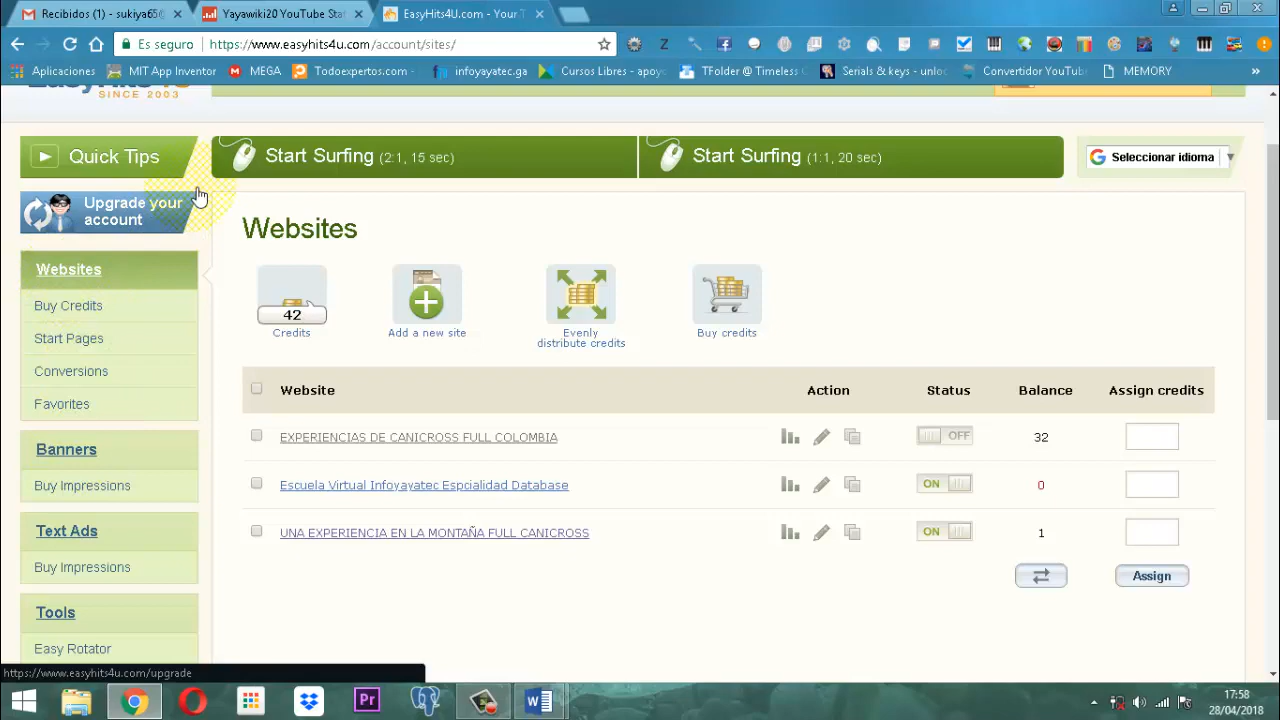 Recibidos (1) - sukiya65@
Yayawiki20 YouTube Sta
EasyHits4U.com - Your T
Es seguro
https://www.easyhits4u.com/account/sites/
Aplicaciones
MIT App Inventor
MEGA
Todoexpertos.com -
infoyayatec.ga
Cursos Libres - apoy
TFolder @ Timeless
Serials & keys - unlo
Convertidor YouTub
MEMORY
»
SINCE 2003
Quick Tips
Start Surfing (2:1, 15 sec)
Start Surfing (1:1, 20 sec)
Seleccionar idioma
Upgrade your
account
Websites
Websites
Buy Credits
Start Pages
Conversions
Favorites
Banners
Buy Impressions
Text Ads
Buy Impressions
Tools
Easy Rotator
42
Credits
Add a new site
Evenly
distribute credits
Buy credits
Website Action Status Balance Assign credits
EXPERIENCIAS DE CANICROSS FULL COLOMBIA OFF 32
Escuela Virtual Infoyayatec Espcialidad Database ON 0
UNA EXPERIENCIA EN LA MONTAÑA FULL CANICROSS ON 1
Assign
https://www.easyhits4u.com/upgrade
17:58
28/04/2018